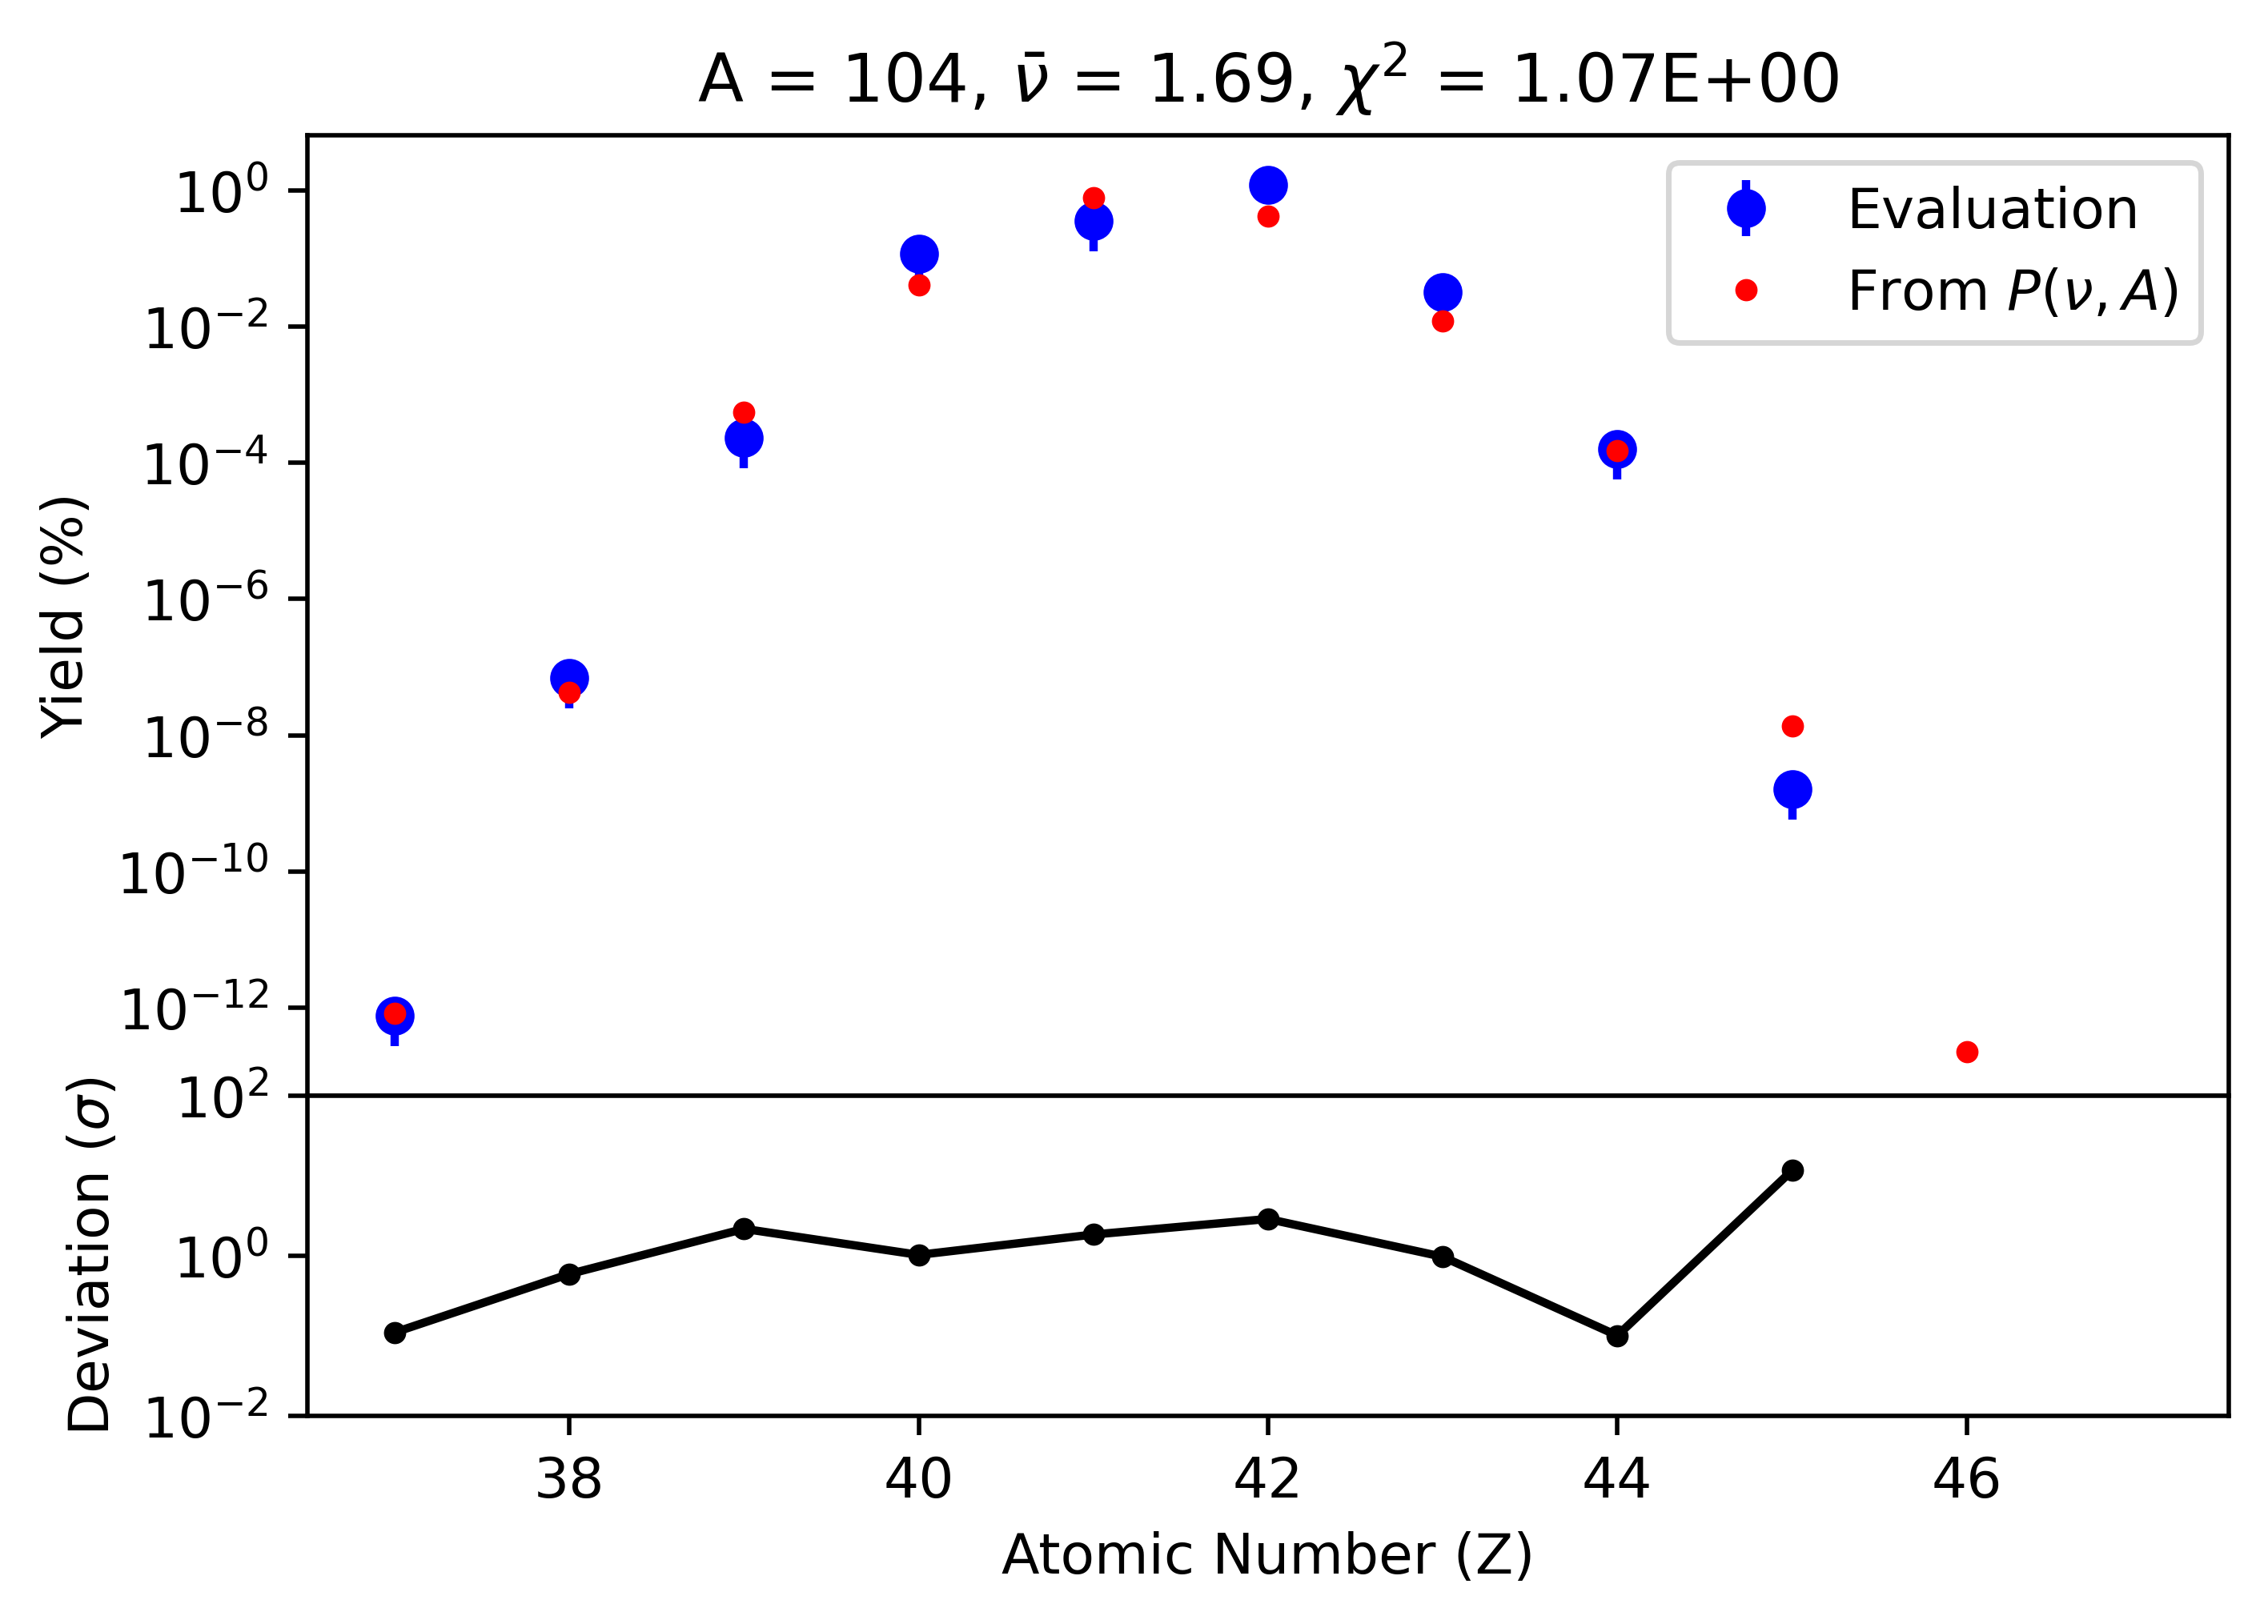 A = 104, ν̄ = 1.69, χ² = 1.07E+00
Evaluation
From P(ν, A)
Yield (%)
10⁰
10⁻²
10⁻⁴
10⁻⁶
10⁻⁸
10⁻¹⁰
10⁻¹²
Deviation (σ)
10²
10⁰
10⁻²
38 40 42 44 46
Atomic Number (Z)